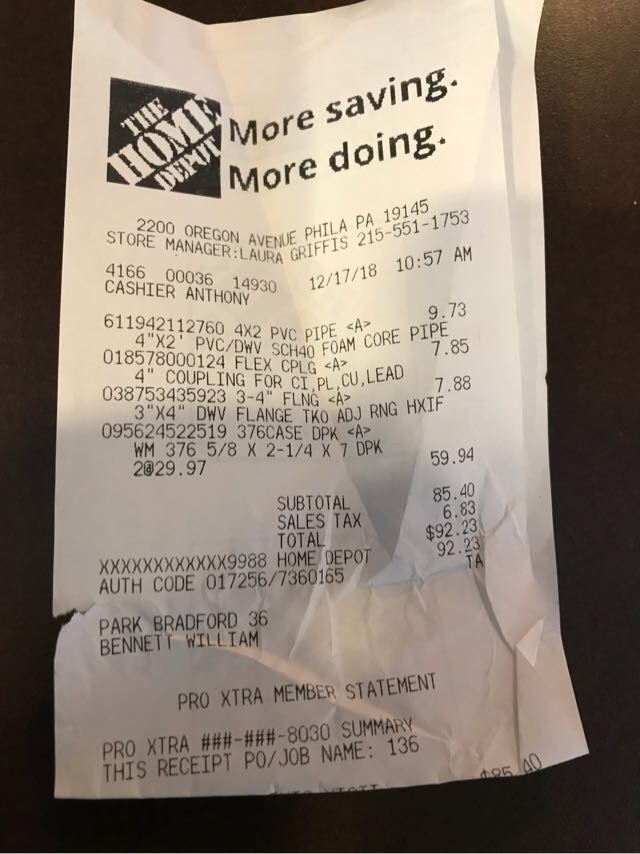 THE
HOME
DEPOT
More saving.
More doing.
2200 OREGON AVENUE PHILA PA 19145
STORE MANAGER:LAURA GRIFFIS 215-551-1753
4166 00036 14930 12/17/18 10:57 AM
CASHIER ANTHONY
611942112760 4X2 PVC PIPE <A> 9.73
4"X2' PVC/DWV SCH40 FOAM CORE PIPE
018578000124 FLEX CPLG <A> 7.85
4" COUPLING FOR CI,PL,CU,LEAD
038753435923 3-4" FLNG <A> 7.88
3"X4" DWV FLANGE TKO ADJ RNG HXIF
095624522519 376CASE DPK <A>
WM 376 5/8 X 2-1/4 X 7 DPK
2@29.97 59.94
SUBTOTAL 85.40
SALES TAX 6.83
TOTAL $92.23
XXXXXXXXXXXX9988 HOME DEPOT 92.23
AUTH CODE 017256/7360165 TA
PARK BRADFORD 36
BENNETT WILLIAM
PRO XTRA MEMBER STATEMENT
PRO XTRA ###-###-8030 SUMMARY
THIS RECEIPT PO/JOB NAME: 136
$85.40